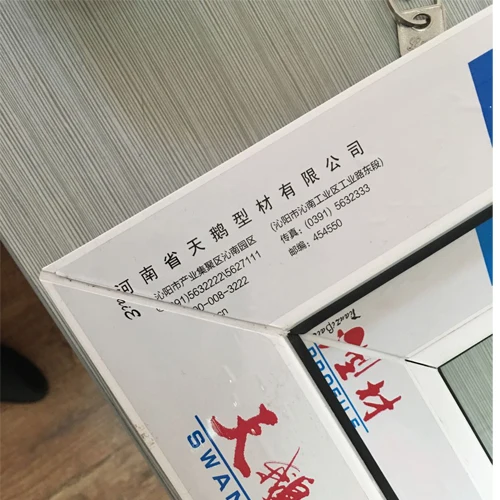 河南省天鹅型材有限公司
沁阳市产业集聚区沁南园区
(沁阳市沁南工业区工业路东段)
91)5632222\5627111
传真: (0391) 5632333
00-008-3222
邮编: 454550
.cn
型材
天鹅
SWAN